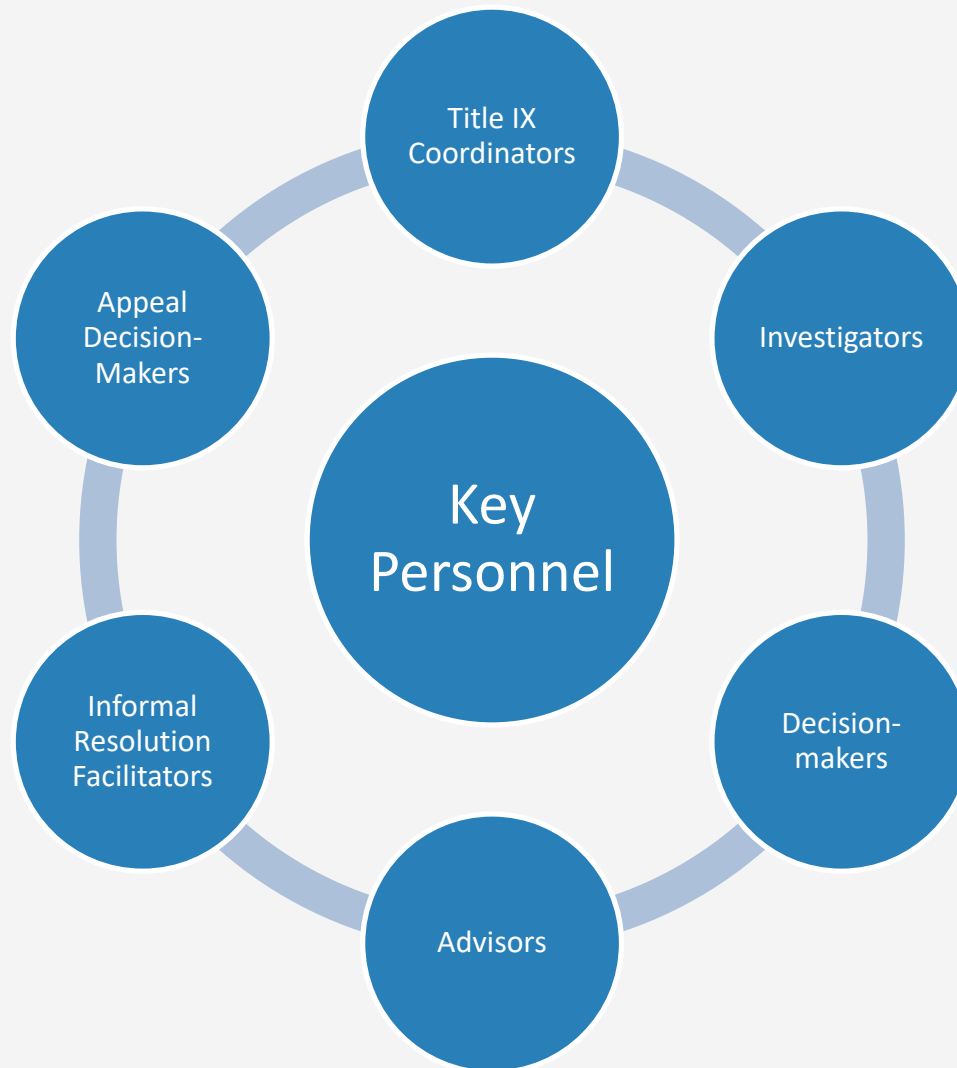 Title IX
Coordinators
Investigators
Decision-
makers
Advisors
Informal
Resolution
Facilitators
Appeal
Decision-
Makers
Key
Personnel